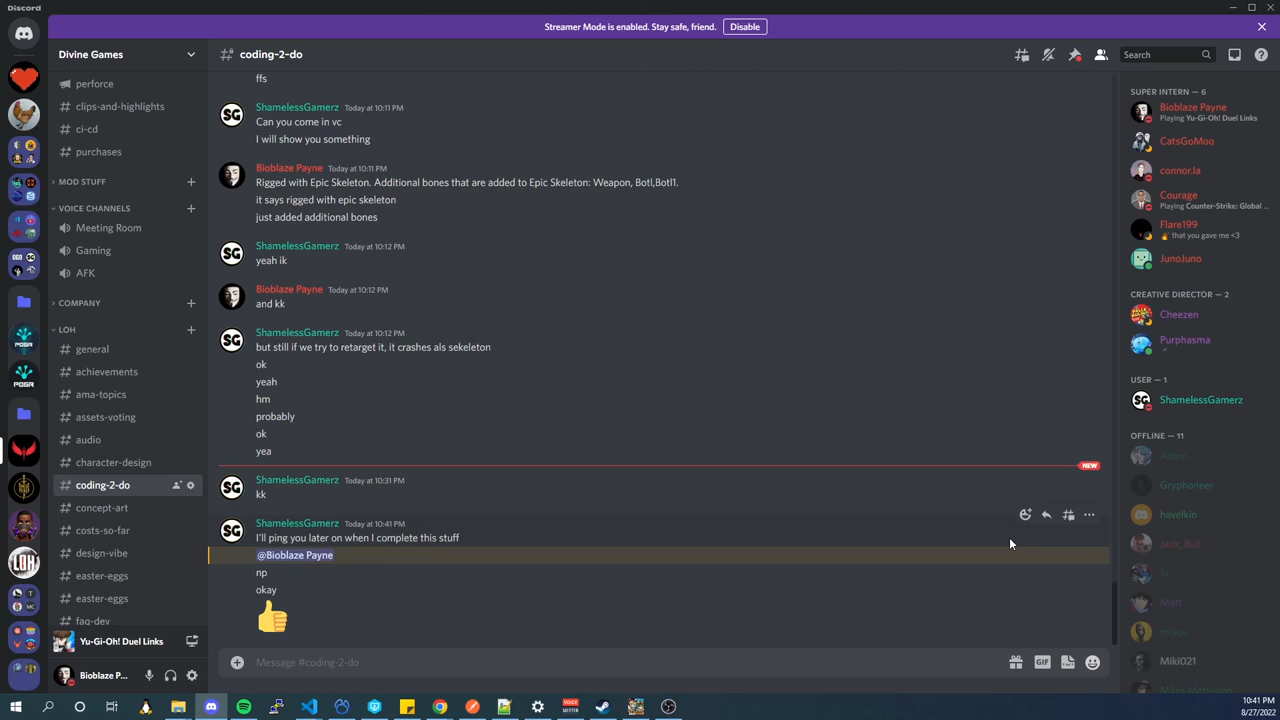 Discord
Streamer Mode is enabled. Stay safe, friend.
Disable
Divine Games
coding-2-do
Search
perforce
clips-and-highlights
ci-cd
purchases
MOD STUFF
VOICE CHANNELS
Meeting Room
Gaming
AFK
COMPANY
LOH
general
achievements
ama-topics
assets-voting
audio
character-design
coding-2-do
concept-art
costs-so-far
design-vibe
easter-eggs
easter-eggs
faq-dev
Yu-Gi-Oh! Duel Links
Bioblaze P...
ffs
ShamelessGamerz Today at 10:11 PM
Can you come in vc
I will show you something
Bioblaze Payne Today at 10:11 PM
Rigged with Epic Skeleton. Additional bones that are added to Epic Skeleton: Weapon, Botl,Botl1.
it says rigged with epic skeleton
just added additional bones
ShamelessGamerz Today at 10:12 PM
yeah ik
Bioblaze Payne Today at 10:12 PM
and kk
ShamelessGamerz Today at 10:12 PM
but still if we try to retarget it, it crashes als sekeleton
ok
yeah
hm
probably
ok
yea
NEW
ShamelessGamerz Today at 10:31 PM
kk
ShamelessGamerz Today at 10:41 PM
I'll ping you later on when I complete this stuff
@Bioblaze Payne
np
okay
Message #coding-2-do
GIF
SUPER INTERN — 6
Bioblaze Payne
Playing Yu-Gi-Oh! Duel Links
CatsGoMoo
connor.la
Courage
Playing Counter-Strike: Global ...
Flare199
that you gave me <3
JunoJuno
CREATIVE DIRECTOR — 2
Cheezen
Purphasma
USER — 1
ShamelessGamerz
OFFLINE — 11
Adaro
Gryphoneer
havelkin
Jack_Bull
Jv
Matt
miaou
Miki021
10:41 PM
8/27/2022